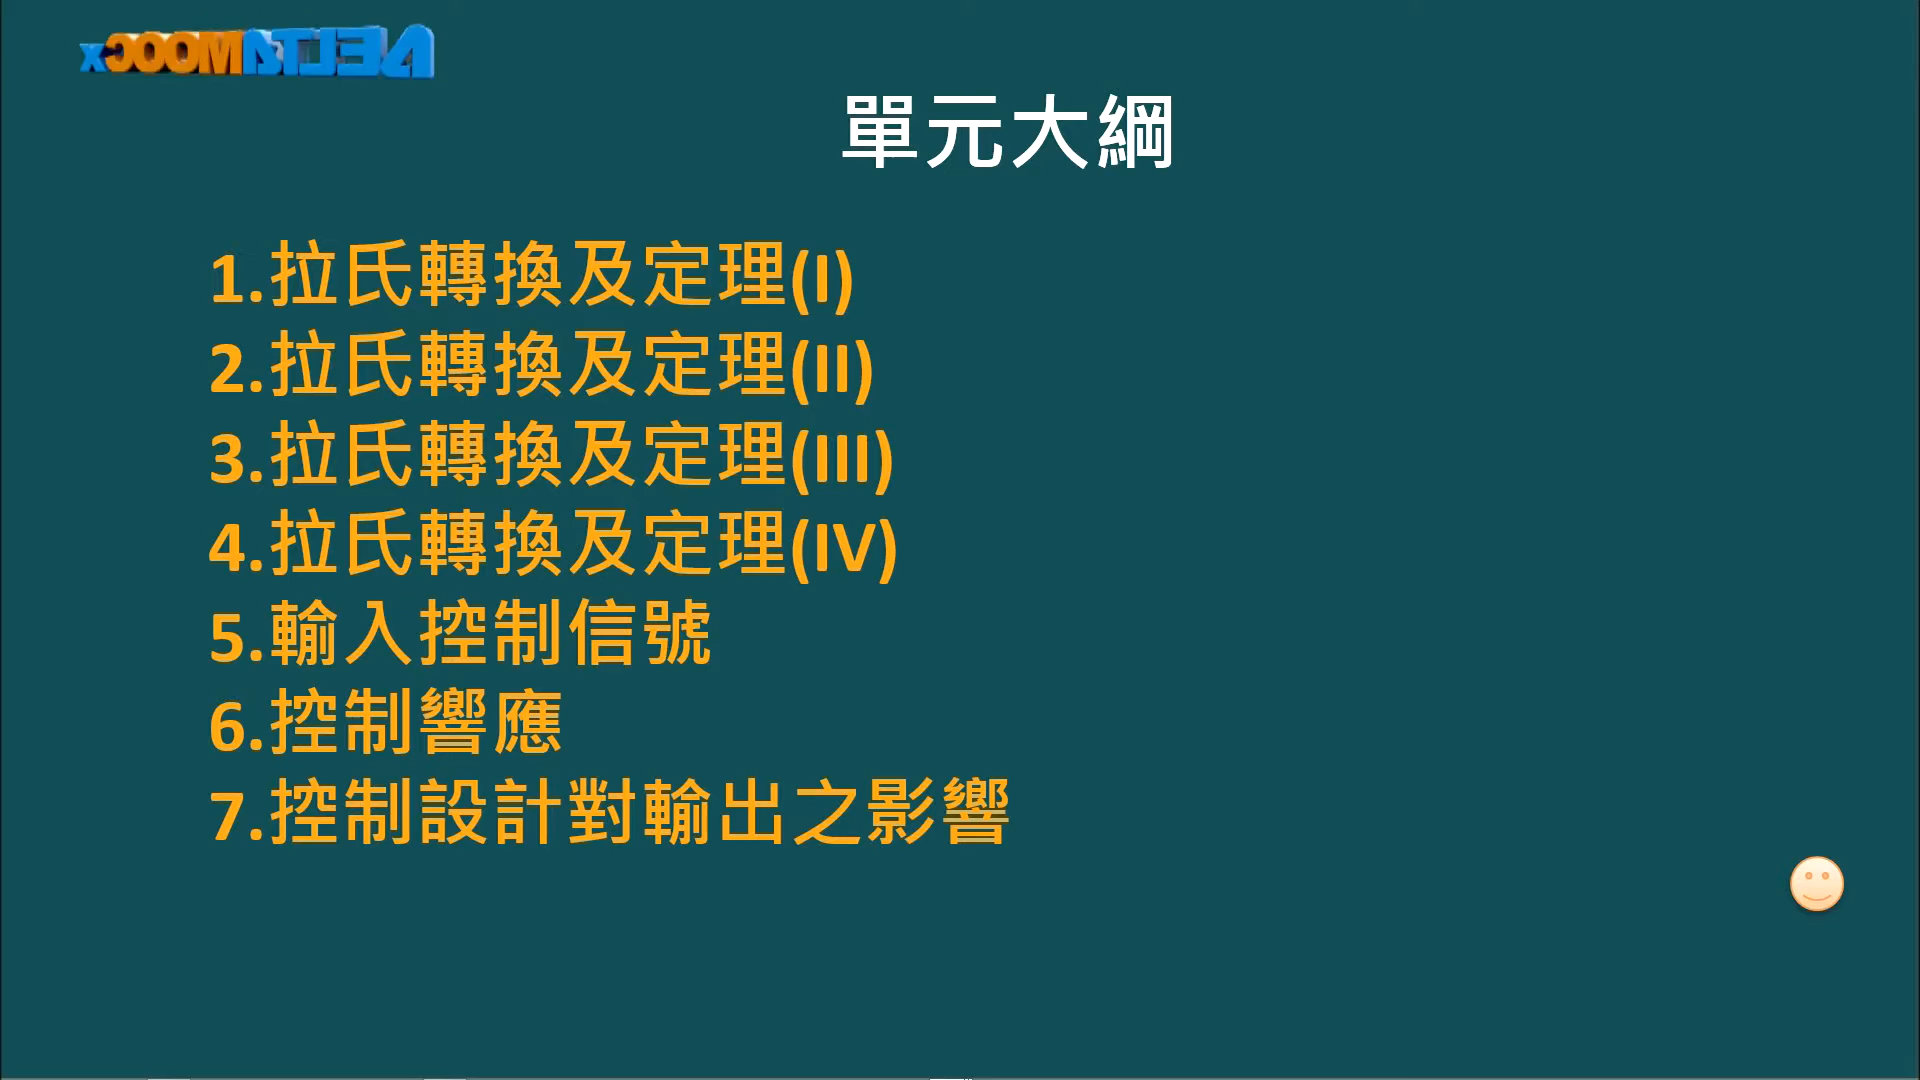 DELTAMOOCx
單元大綱
1.拉氏轉換及定理(I)
2.拉氏轉換及定理(II)
3.拉氏轉換及定理(III)
4.拉氏轉換及定理(IV)
5.輸入控制信號
6.控制響應
7.控制設計對輸出之影響